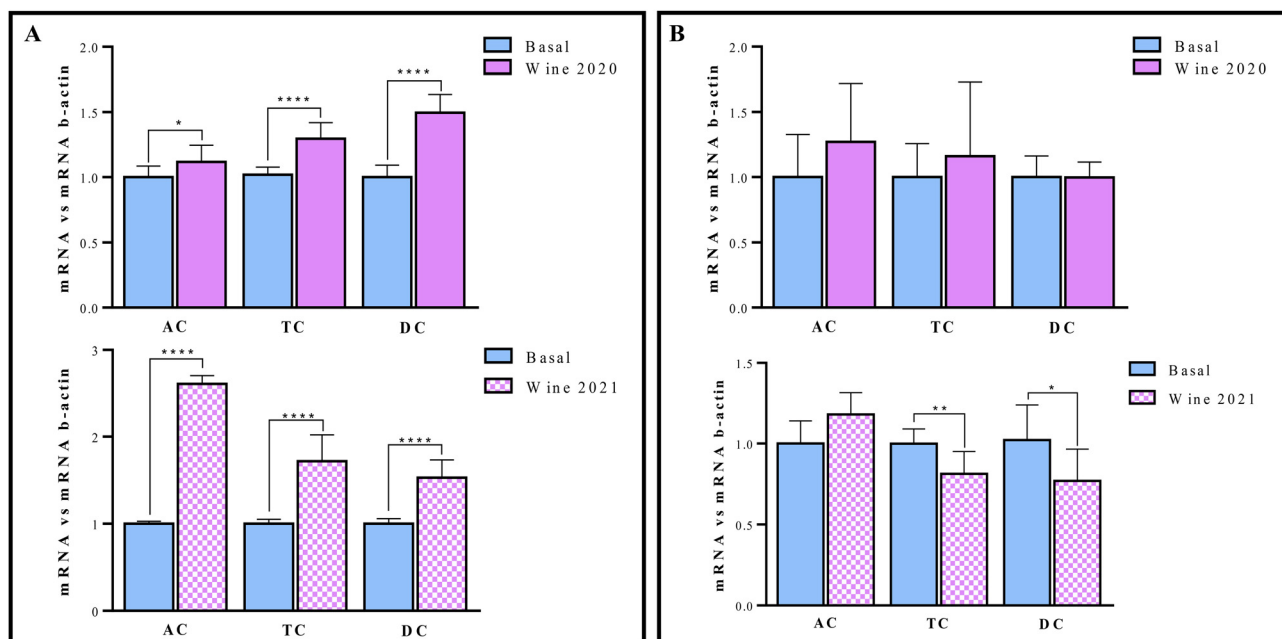 A
mRNA vs mRNA b-actin
2.0
1.5
1.0
0.5
0.0
*
****
****
AC
TC
DC
Basal
Wine 2020
mRNA vs mRNA b-actin
3
2
1
0
****
****
****
AC
TC
DC
Basal
Wine 2021
B
mRNA vs mRNA b-actin
2.0
1.5
1.0
0.5
0.0
AC
TC
DC
Basal
Wine 2020
mRNA vs mRNA b-actin
1.5
1.0
0.5
0.0
**
*
AC
TC
DC
Basal
Wine 2021